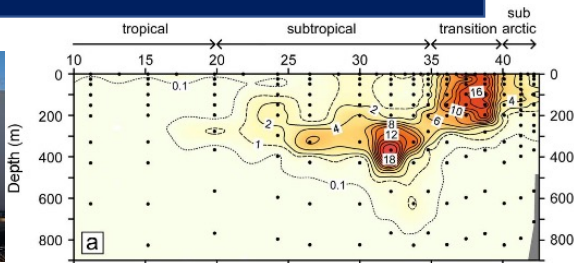 sub
tropical subtropical transition arctic
10 15 20 25 30 35 40
0 0.1 16 0
2 10 4
200 2 4 8 6 200
1 12
400 18 400
0.1
600 600
800 a 800
Depth (m)